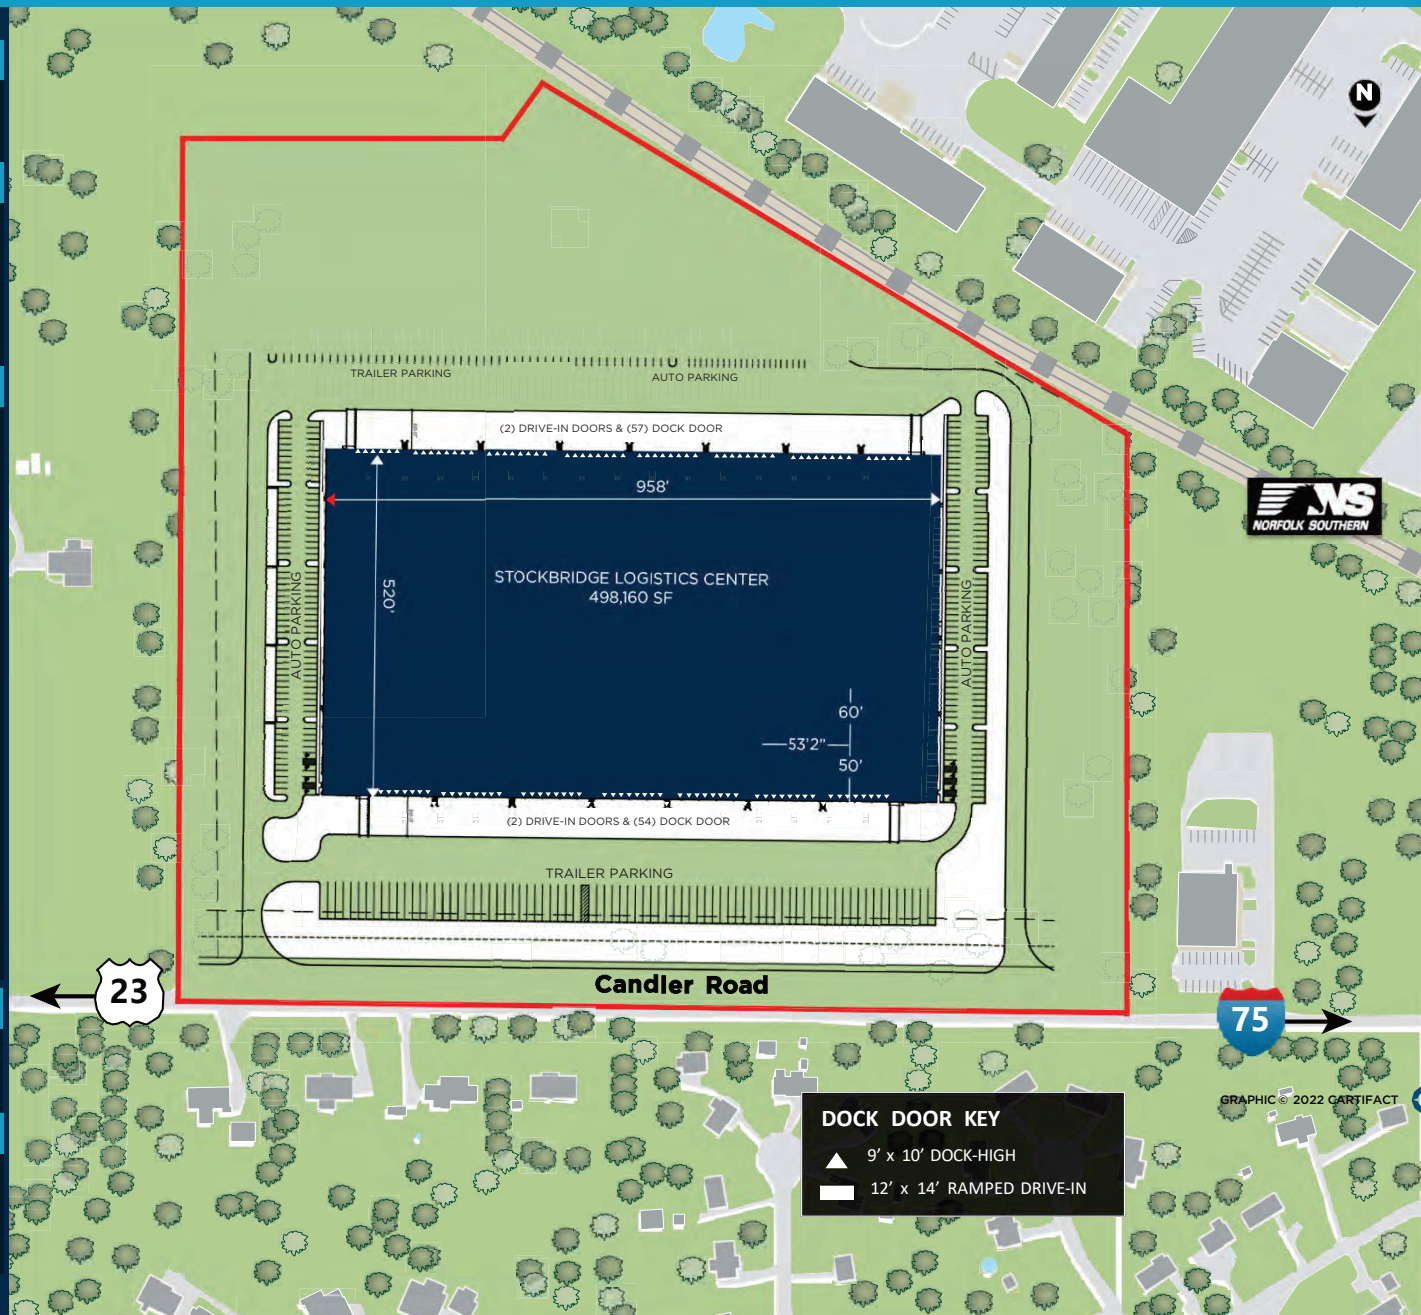 N
TRAILER PARKING
AUTO PARKING
(2) DRIVE-IN DOORS & (57) DOCK DOOR
958'
NS
NORFOLK SOUTHERN
520'
STOCKBRIDGE LOGISTICS CENTER
498,160 SF
AUTO PARKING
AUTO PARKING
60'
53'2"
50'
(2) DRIVE-IN DOORS & (54) DOCK DOOR
TRAILER PARKING
Candler Road
23
75
GRAPHIC © 2022 CARTIFACT
DOCK DOOR KEY
9' x 10' DOCK-HIGH
12' x 14' RAMPED DRIVE-IN